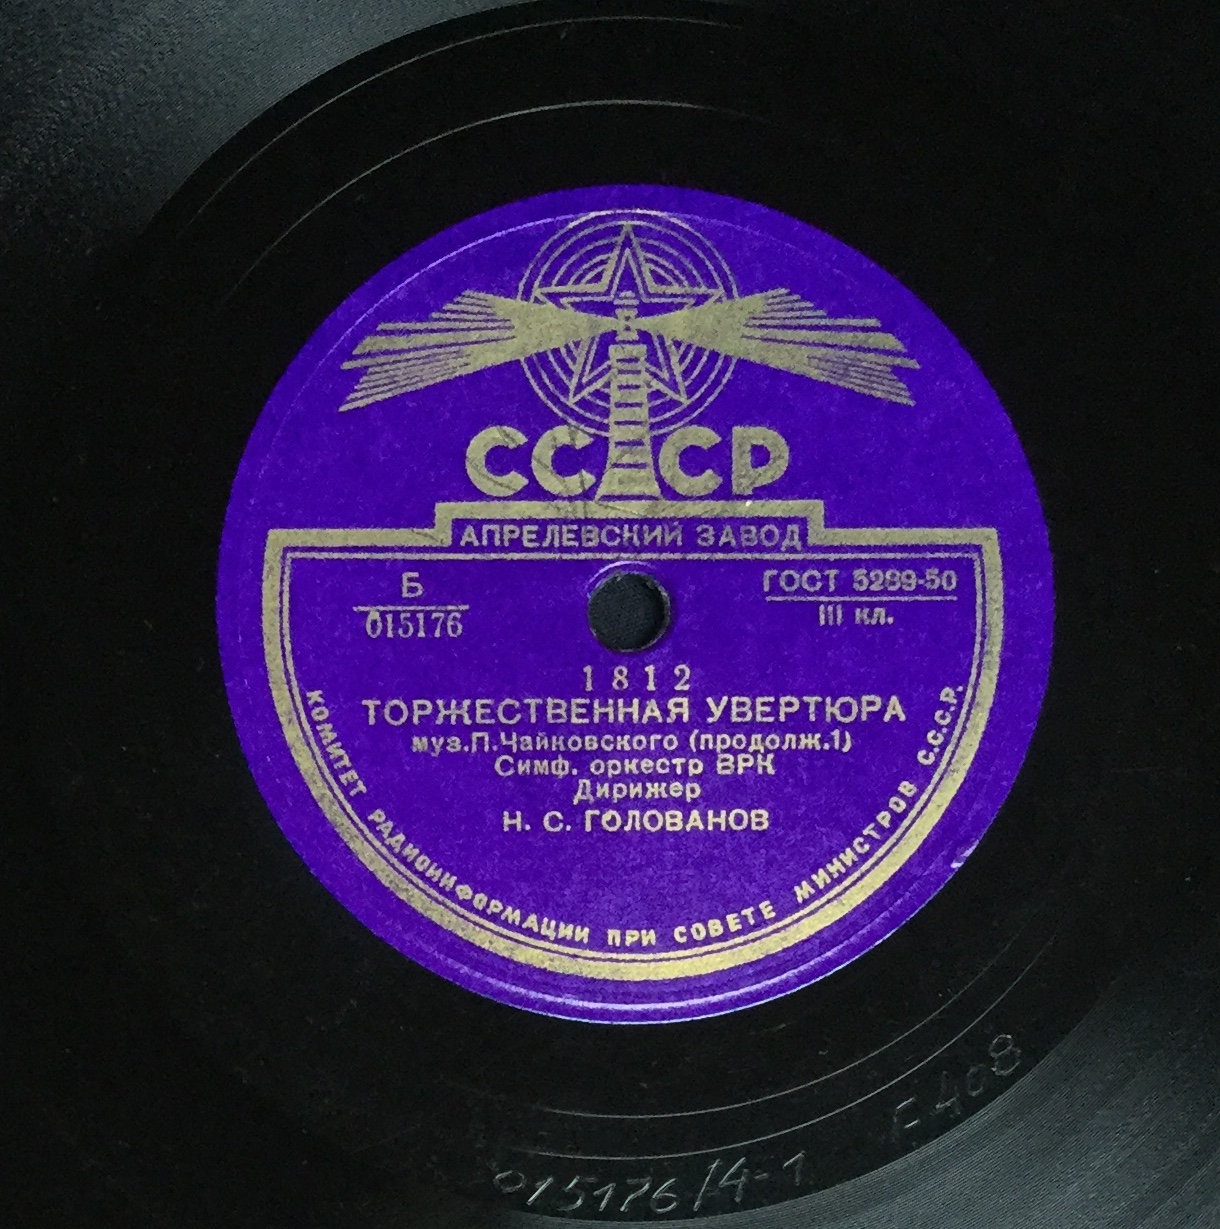 СССР
АПРЕЛЕВСКИЙ ЗАВОД
Б
015176
ГОСТ 5289-50
III кл.
1812
ТОРЖЕСТВЕННАЯ УВЕРТЮРА
муз.П.Чайковского (продолж.1)
Симф. оркестр ВРК
Дирижер
Н. С. ГОЛОВАНОВ
КОМИТЕТ РАДИОИНФОРМАЦИИ ПРИ СОВЕТЕ МИНИСТРОВ С.С.С.Р.
015176/4-1
F 408